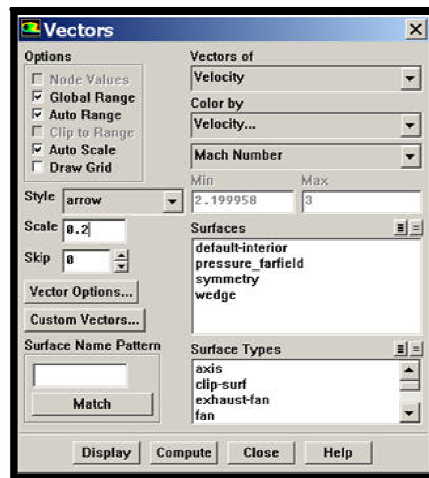 Vectors
Options
Node Values
Global Range
Auto Range
Clip to Range
Auto Scale
Draw Grid
Style arrow
Scale 0.2
Skip 0
Vector Options...
Custom Vectors...
Surface Name Pattern
Match
Vectors of
Velocity
Color by
Velocity...
Mach Number
Min Max
2.199958 3
Surfaces
default-interior
pressure_farfield
symmetry
wedge
Surface Types
axis
clip-surf
exhaust-fan
fan
Display Compute Close Help